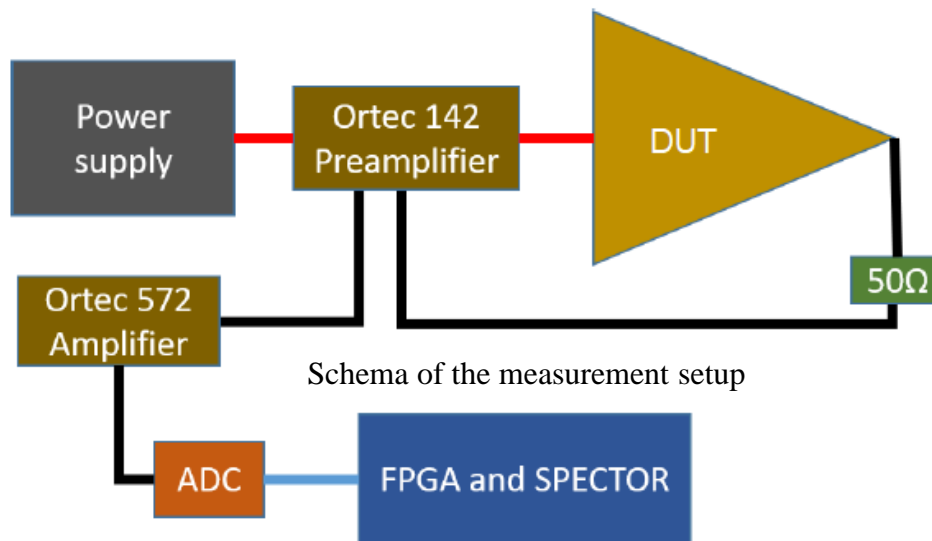 Power
supply
Ortec 142
Preamplifier
DUT
50Ω
Ortec 572
Amplifier
Schema of the measurement setup
ADC
FPGA and SPECTOR